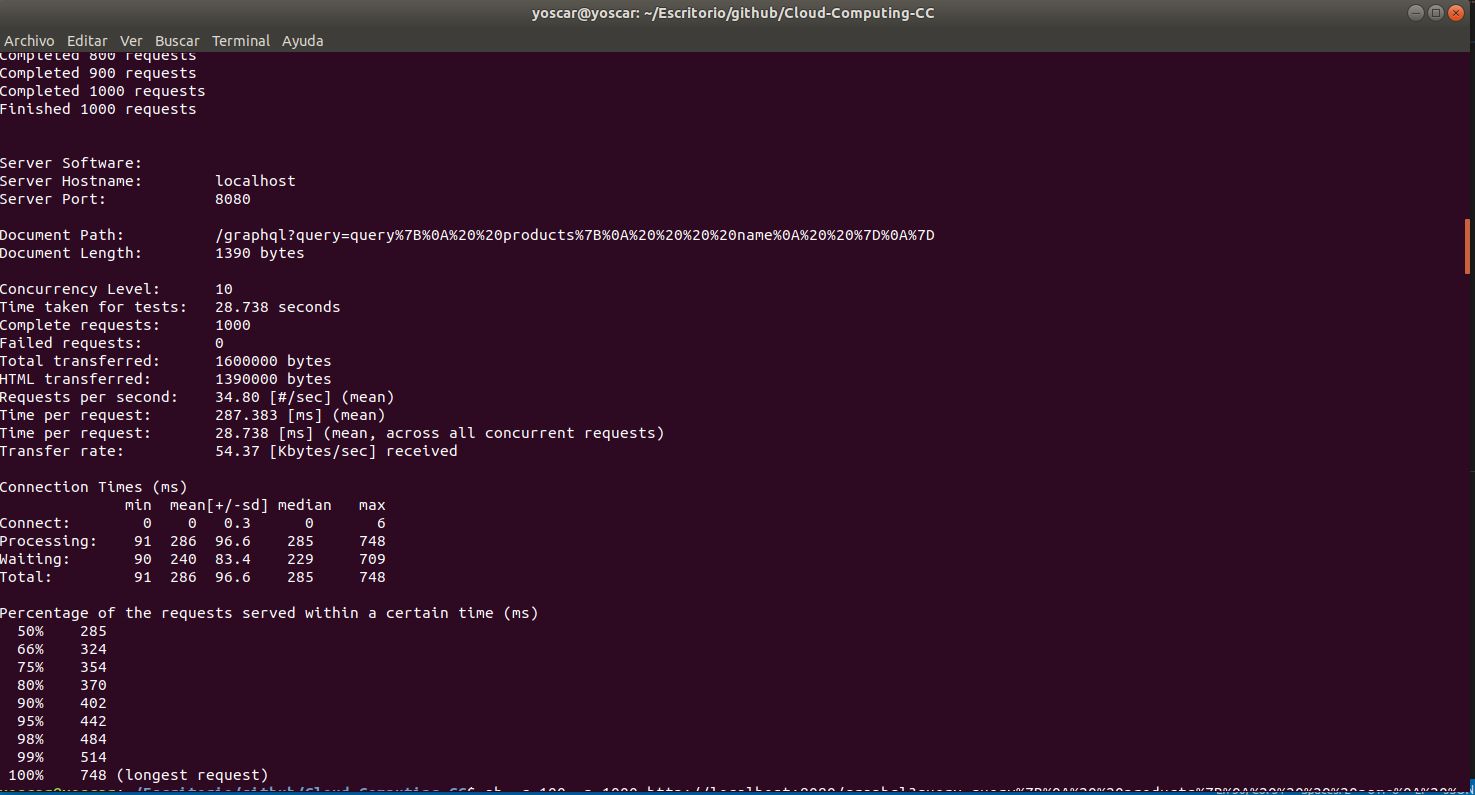 yoscar@yoscar: ~/Escritorio/github/Cloud-Computing-CC
Archivo Editar Ver Buscar Terminal Ayuda
Completed 800 requests
Completed 900 requests
Completed 1000 requests
Finished 1000 requests
Server Software:
Server Hostname: localhost
Server Port: 8080
Document Path: /graphql?query=query%7B%0A%20%20products%7B%0A%20%20%20%20name%0A%20%20%7D%0A%7D
Document Length: 1390 bytes
Concurrency Level: 10
Time taken for tests: 28.738 seconds
Complete requests: 1000
Failed requests: 0
Total transferred: 1600000 bytes
HTML transferred: 1390000 bytes
Requests per second: 34.80 [#/sec] (mean)
Time per request: 287.383 [ms] (mean)
Time per request: 28.738 [ms] (mean, across all concurrent requests)
Transfer rate: 54.37 [Kbytes/sec] received
Connection Times (ms)
min mean[+/-sd] median max
Connect: 0 0 0.3 0 6
Processing: 91 286 96.6 285 748
Waiting: 90 240 83.4 229 709
Total: 91 286 96.6 285 748
Percentage of the requests served within a certain time (ms)
50% 285
66% 324
75% 354
80% 370
90% 402
95% 442
98% 484
99% 514
100% 748 (longest request)